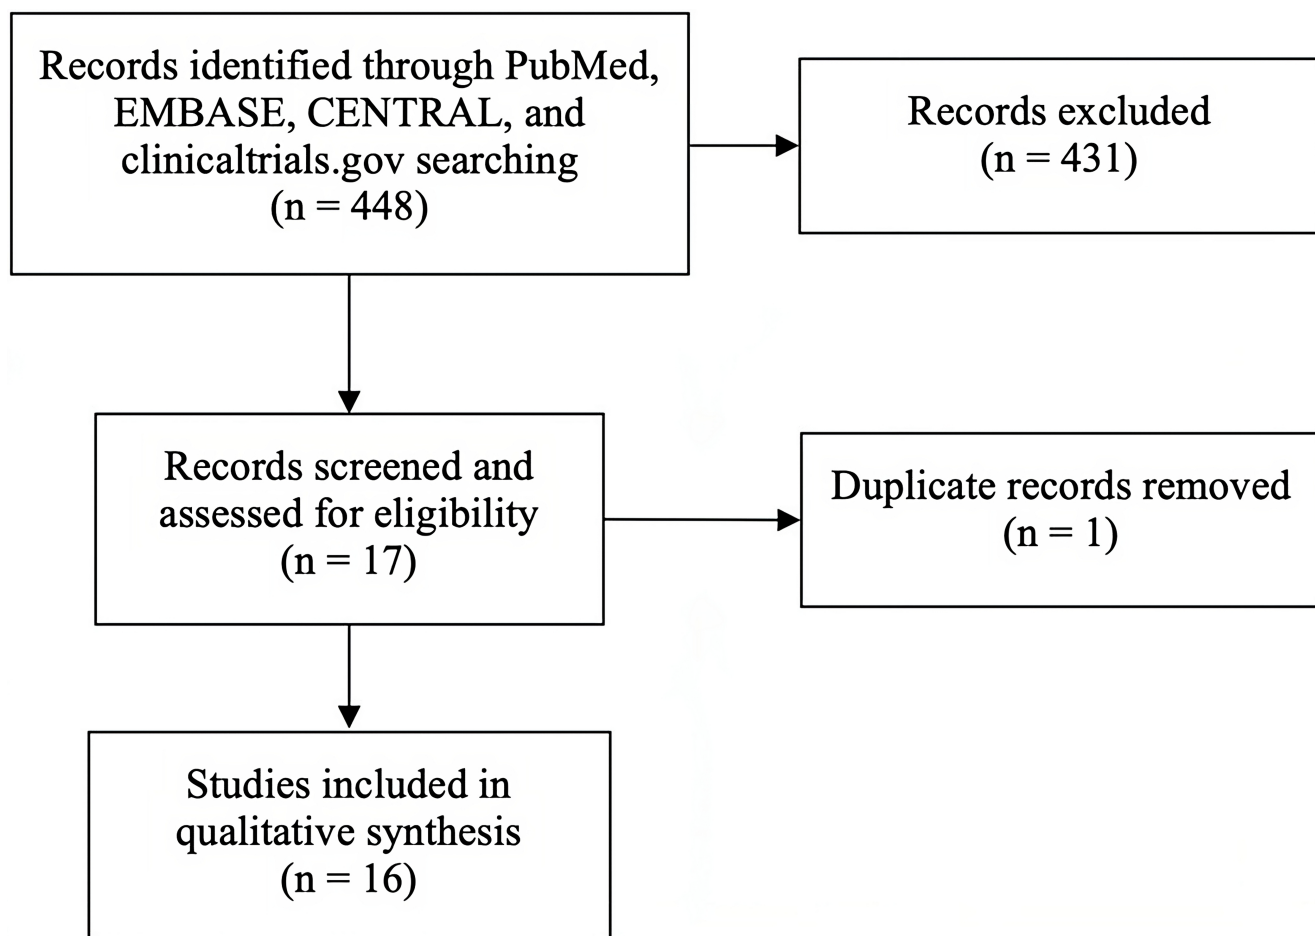 Records identified through PubMed,
EMBASE, CENTRAL, and
clinicaltrials.gov searching
(n = 448)
Records excluded
(n = 431)
Records screened and
assessed for eligibility
(n = 17)
Duplicate records removed
(n = 1)
Studies included in
qualitative synthesis
(n = 16)